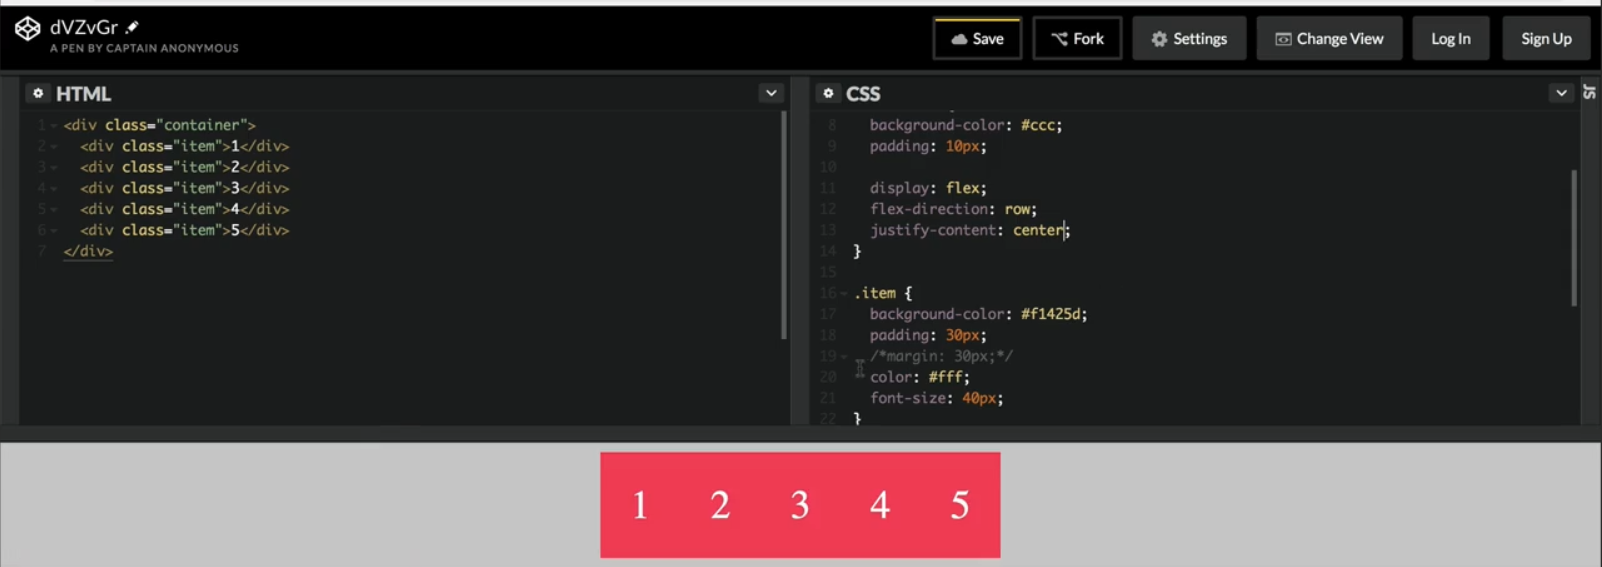 dVZvGr
A PEN BY CAPTAIN ANONYMOUS
Save
Fork
Settings
Change View
Log In
Sign Up
HTML
1 <div class="container">
2 <div class="item">1</div>
3 <div class="item">2</div>
4 <div class="item">3</div>
5 <div class="item">4</div>
6 <div class="item">5</div>
7 </div>
CSS
8 background-color: #ccc;
9 padding: 10px;
10
11 display: flex;
12 flex-direction: row;
13 justify-content: center;
14 }
15
16 .item {
17 background-color: #f1425d;
18 padding: 30px;
19 /*margin: 30px;*/
20 color: #fff;
21 font-size: 40px;
22 }
JS
1 2 3 4 5